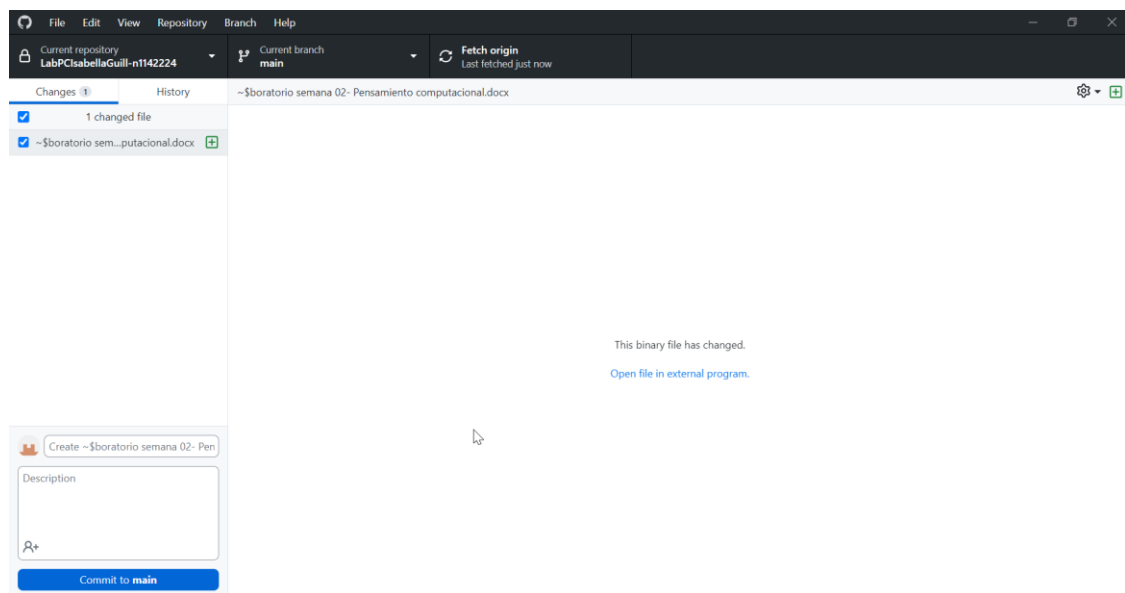 File Edit View Repository Branch Help
Current repository
LabPCIsabellaGuill-n1142224
Current branch
main
Fetch origin
Last fetched just now
Changes 1 History
~$boratorio semana 02- Pensamiento computacional.docx
1 changed file
~$boratorio sem...putacional.docx
This binary file has changed.
Open file in external program.
Create ~$boratorio semana 02- Pen
Description
Commit to main